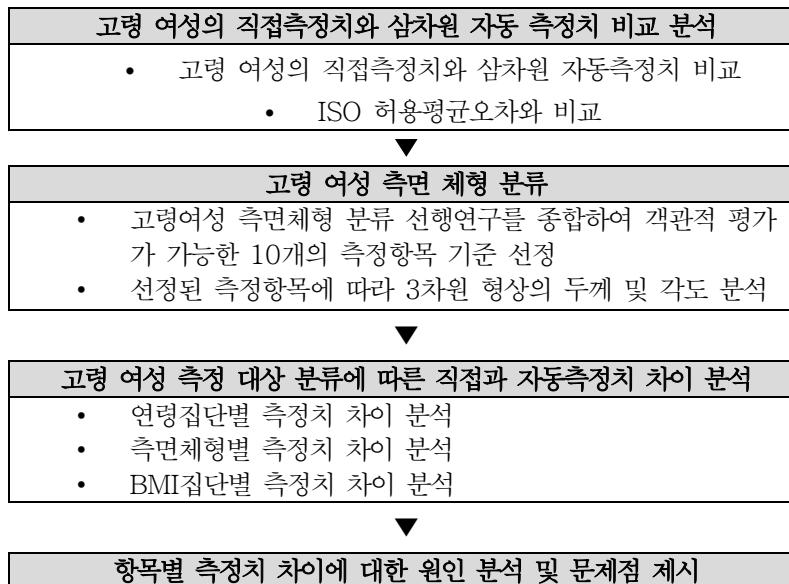 고령 여성의 직접측정치와 삼차원 자동 측정치 비교 분석
• 고령 여성의 직접측정치와 삼차원 자동측정치 비교
• ISO 허용평균오차와 비교
▼
고령 여성 측면 체형 분류
• 고령여성 측면체형 분류 선행연구를 종합하여 객관적 평가
가 가능한 10개의 측정항목 기준 선정
• 선정된 측정항목에 따라 3차원 형상의 두께 및 각도 분석
▼
고령 여성 측정 대상 분류에 따른 직접과 자동측정치 차이 분석
• 연령집단별 측정치 차이 분석
• 측면체형별 측정치 차이 분석
• BMI집단별 측정치 차이 분석
▼
항목별 측정치 차이에 대한 원인 분석 및 문제점 제시